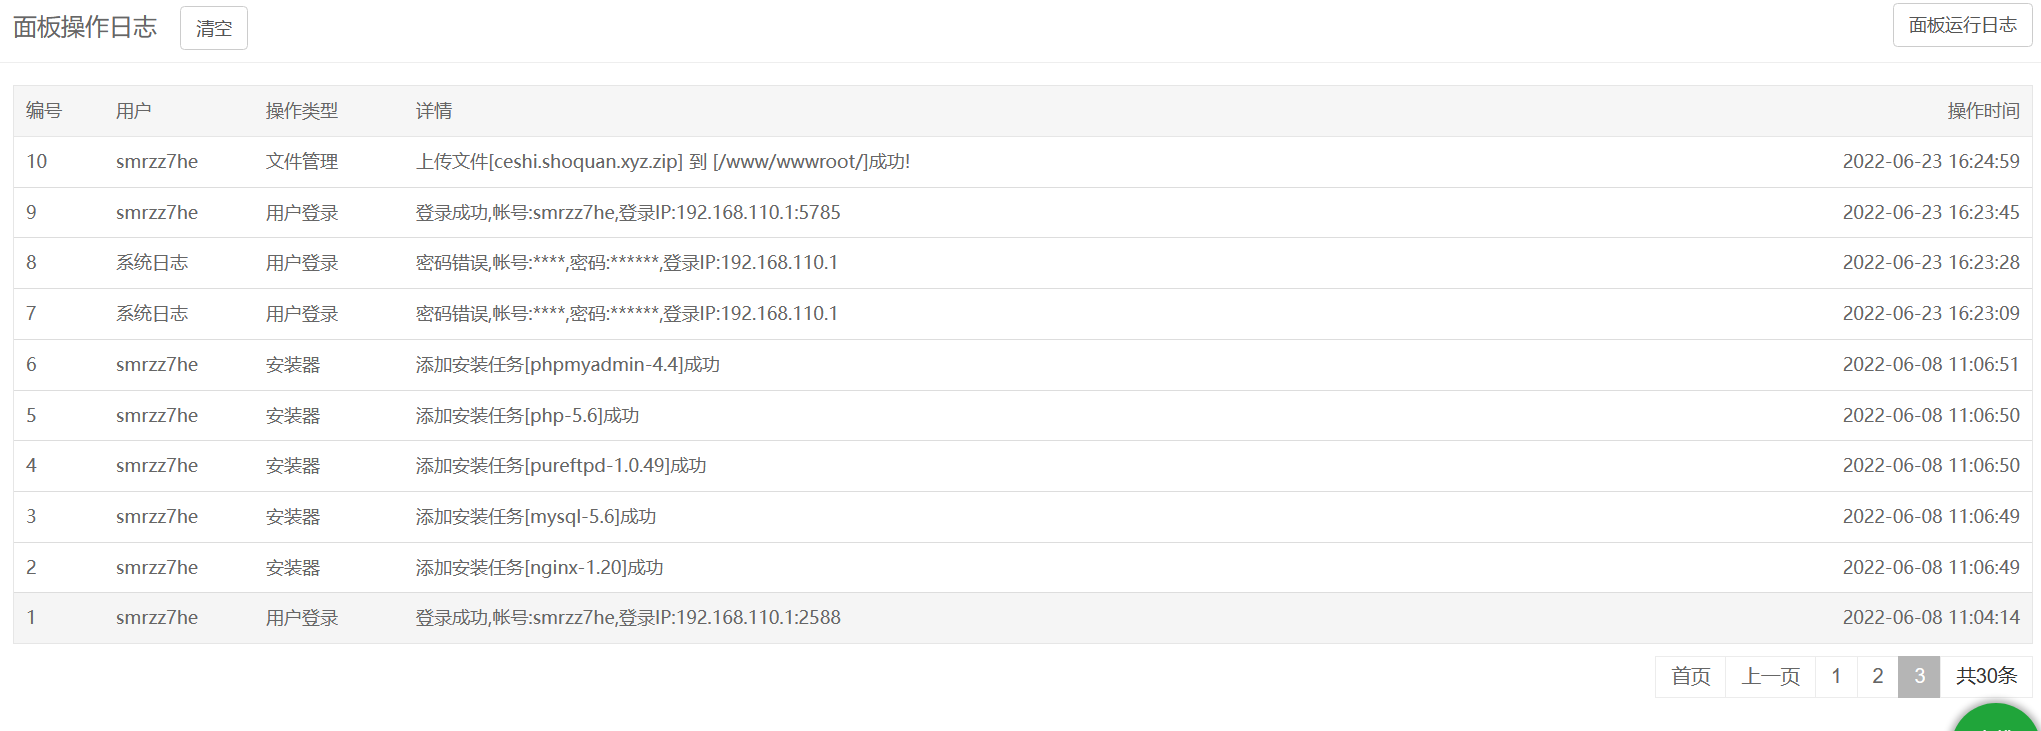 面板操作日志 清空 面板运行日志
编号 用户 操作类型 详情 操作时间
10 smrzz7he 文件管理 上传文件[ceshi.shoquan.xyz.zip] 到 [/www/wwwroot/]成功! 2022-06-23 16:24:59
9 smrzz7he 用户登录 登录成功,帐号:smrzz7he,登录IP:192.168.110.1:5785 2022-06-23 16:23:45
8 系统日志 用户登录 密码错误,帐号:****,密码:******,登录IP:192.168.110.1 2022-06-23 16:23:28
7 系统日志 用户登录 密码错误,帐号:****,密码:******,登录IP:192.168.110.1 2022-06-23 16:23:09
6 smrzz7he 安装器 添加安装任务[phpmyadmin-4.4]成功 2022-06-08 11:06:51
5 smrzz7he 安装器 添加安装任务[php-5.6]成功 2022-06-08 11:06:50
4 smrzz7he 安装器 添加安装任务[pureftpd-1.0.49]成功 2022-06-08 11:06:50
3 smrzz7he 安装器 添加安装任务[mysql-5.6]成功 2022-06-08 11:06:49
2 smrzz7he 安装器 添加安装任务[nginx-1.20]成功 2022-06-08 11:06:49
1 smrzz7he 用户登录 登录成功,帐号:smrzz7he,登录IP:192.168.110.1:2588 2022-06-08 11:04:14
首页 上一页 1 2 3 共30条